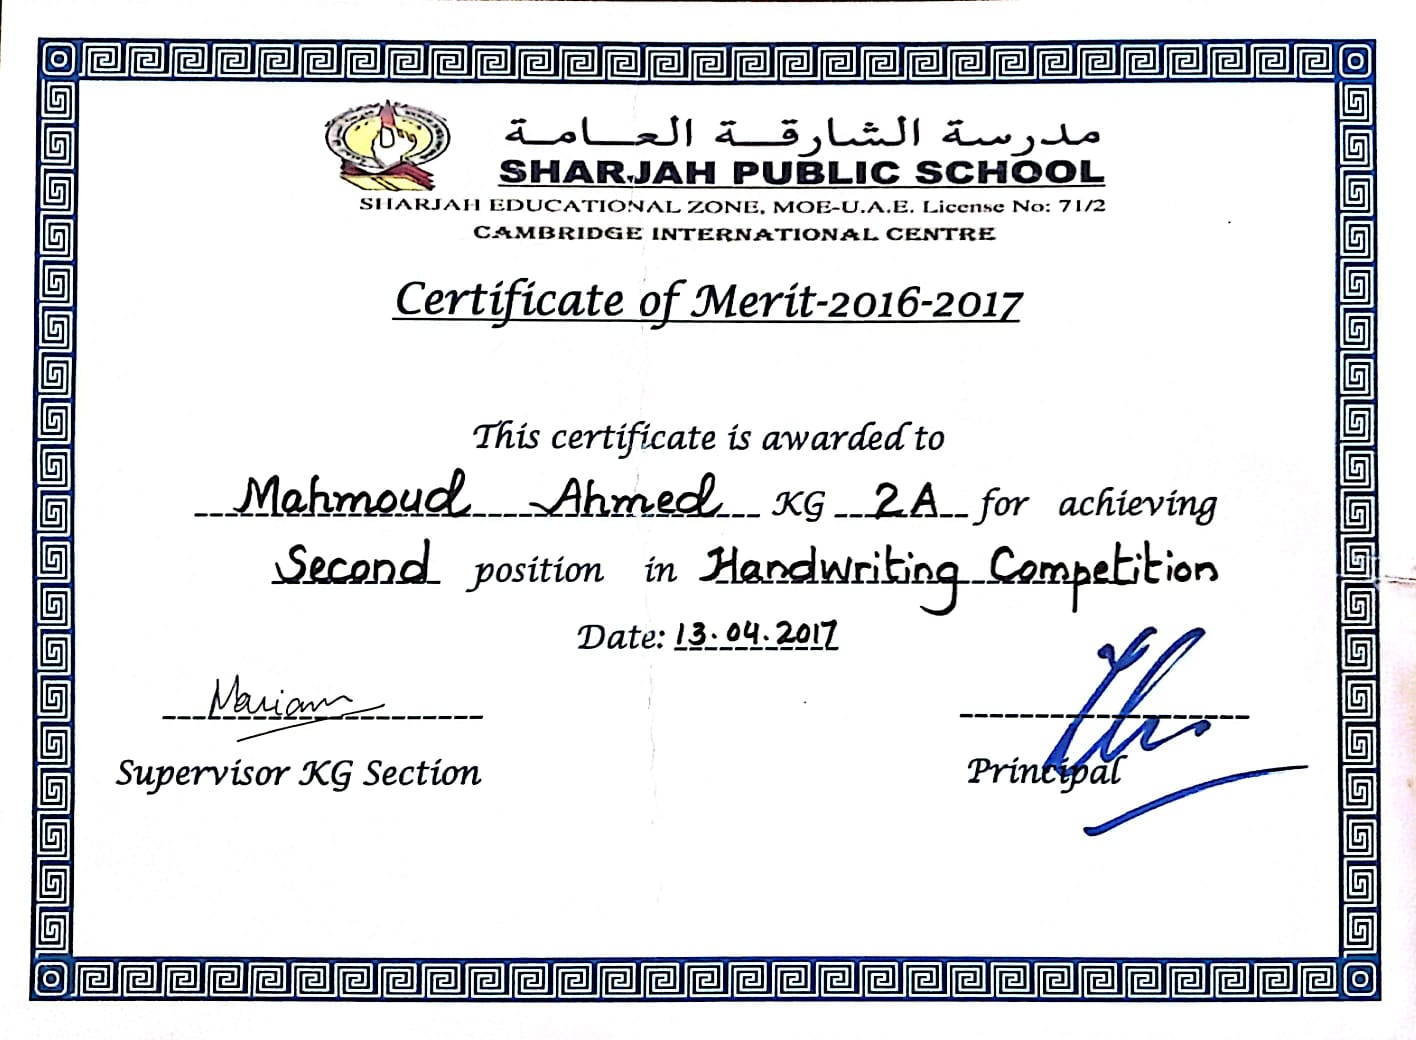 مدرسة الشارقة العامة
SHARJAH PUBLIC SCHOOL
SHARJAH EDUCATIONAL ZONE, MOE-U.A.E. License No: 71/2
CAMBRIDGE INTERNATIONAL CENTRE
Certificate of Merit-2016-2017
This certificate is awarded to
Mahmoud Ahmed KG 2A for achieving
Second position in Handwriting Competition
Date: 13.04.2017
Mariam
Supervisor KG Section
Principal